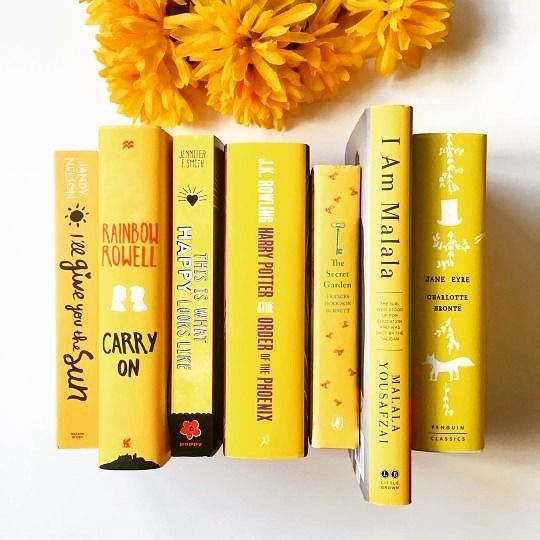 JANDY
NELSON
I'll give you the
Sun
WALKER
BOOKS
RAINBOW
ROWELL
CARRY
ON
JENNIFER
E. SMITH
THIS IS WHAT
HAPPY LOOKS
LIKE
poppy
J.K. ROWLING
HARRY POTTER
& THE ORDER OF THE PHOENIX
The
Secret
Garden
FRANCES
HODGSON
BURNETT
I Am Malala
THE GIRL
WHO STOOD
UP FOR
EDUCATION
AND WAS
SHOT BY THE
TALIBAN
MALALA
YOUSAFZAI
LB
LITTLE,
BROWN
JANE EYRE
CHARLOTTE
BRONTË
PENGUIN
CLASSICS